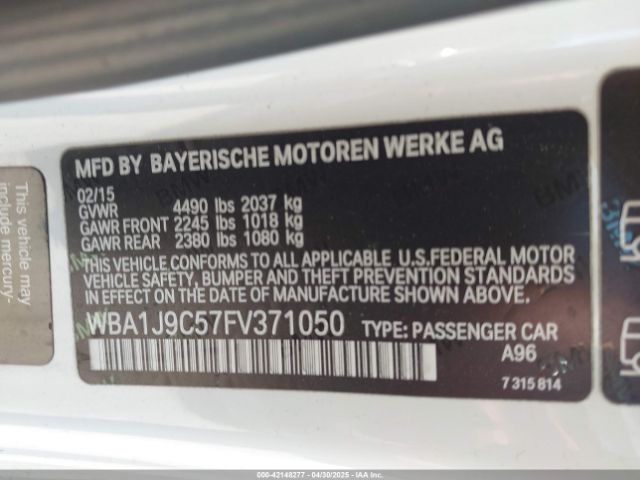 MFD BY BAYERISCHE MOTOREN WERKE AG
02/15
GVWR 4490 lbs 2037 kg
GAWR FRONT 2245 lbs 1018 kg
GAWR REAR 2380 lbs 1080 kg
THIS VEHICLE CONFORMS TO ALL APPLICABLE U.S.FEDERAL MOTOR
VEHICLE SAFETY, BUMPER AND THEFT PREVENTION STANDARDS
IN EFFECT ON THE DATE OF MANUFACTURE SHOWN ABOVE.
WBA1J9C57FV371050 TYPE: PASSENGER CAR
A96
7 315 814
This vehicle may
include mercury-
000-42148277 - 04/30/2025 - IAA Inc.